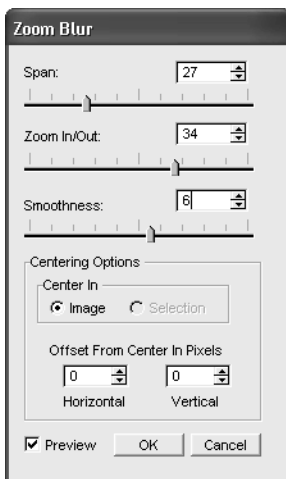 Zoom Blur
Span: 27
Zoom In/Out: 34
Smoothness: 6
Centering Options
Center In
Image Selection
Offset From Center In Pixels
0 0
Horizontal Vertical
Preview OK Cancel